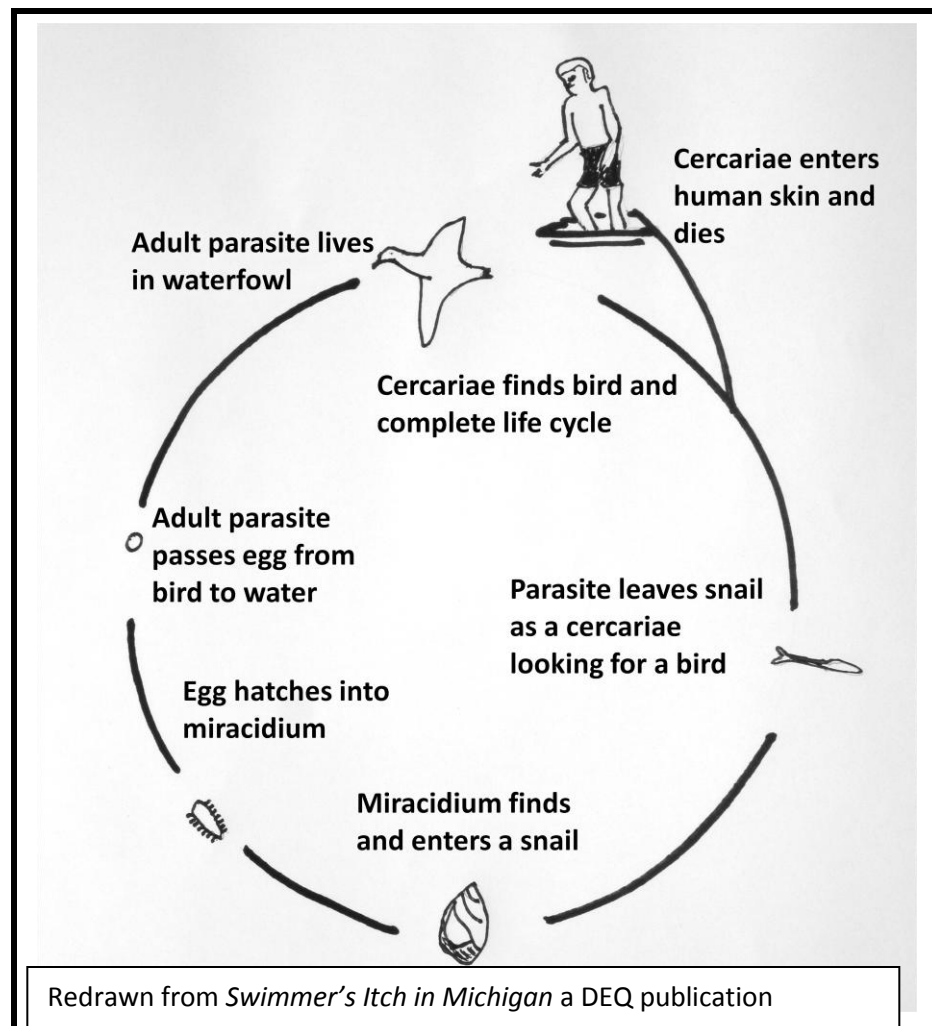 Cercariae enters
human skin and
dies
Adult parasite lives
in waterfowl
Cercariae finds bird and
complete life cycle
Adult parasite
passes egg from
bird to water
Parasite leaves snail
as a cercariae
looking for a bird
Egg hatches into
miracidium
Miracidium finds
and enters a snail
Redrawn from Swimmer's Itch in Michigan a DEQ publication